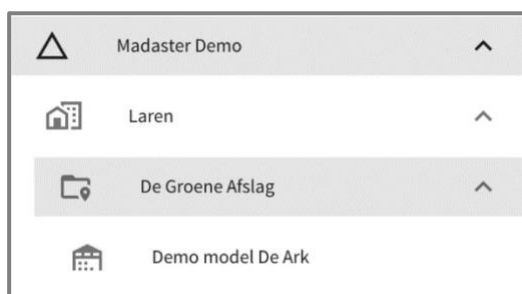 Madaster Demo
Laren
De Groene Afslag
Demo model De Ark